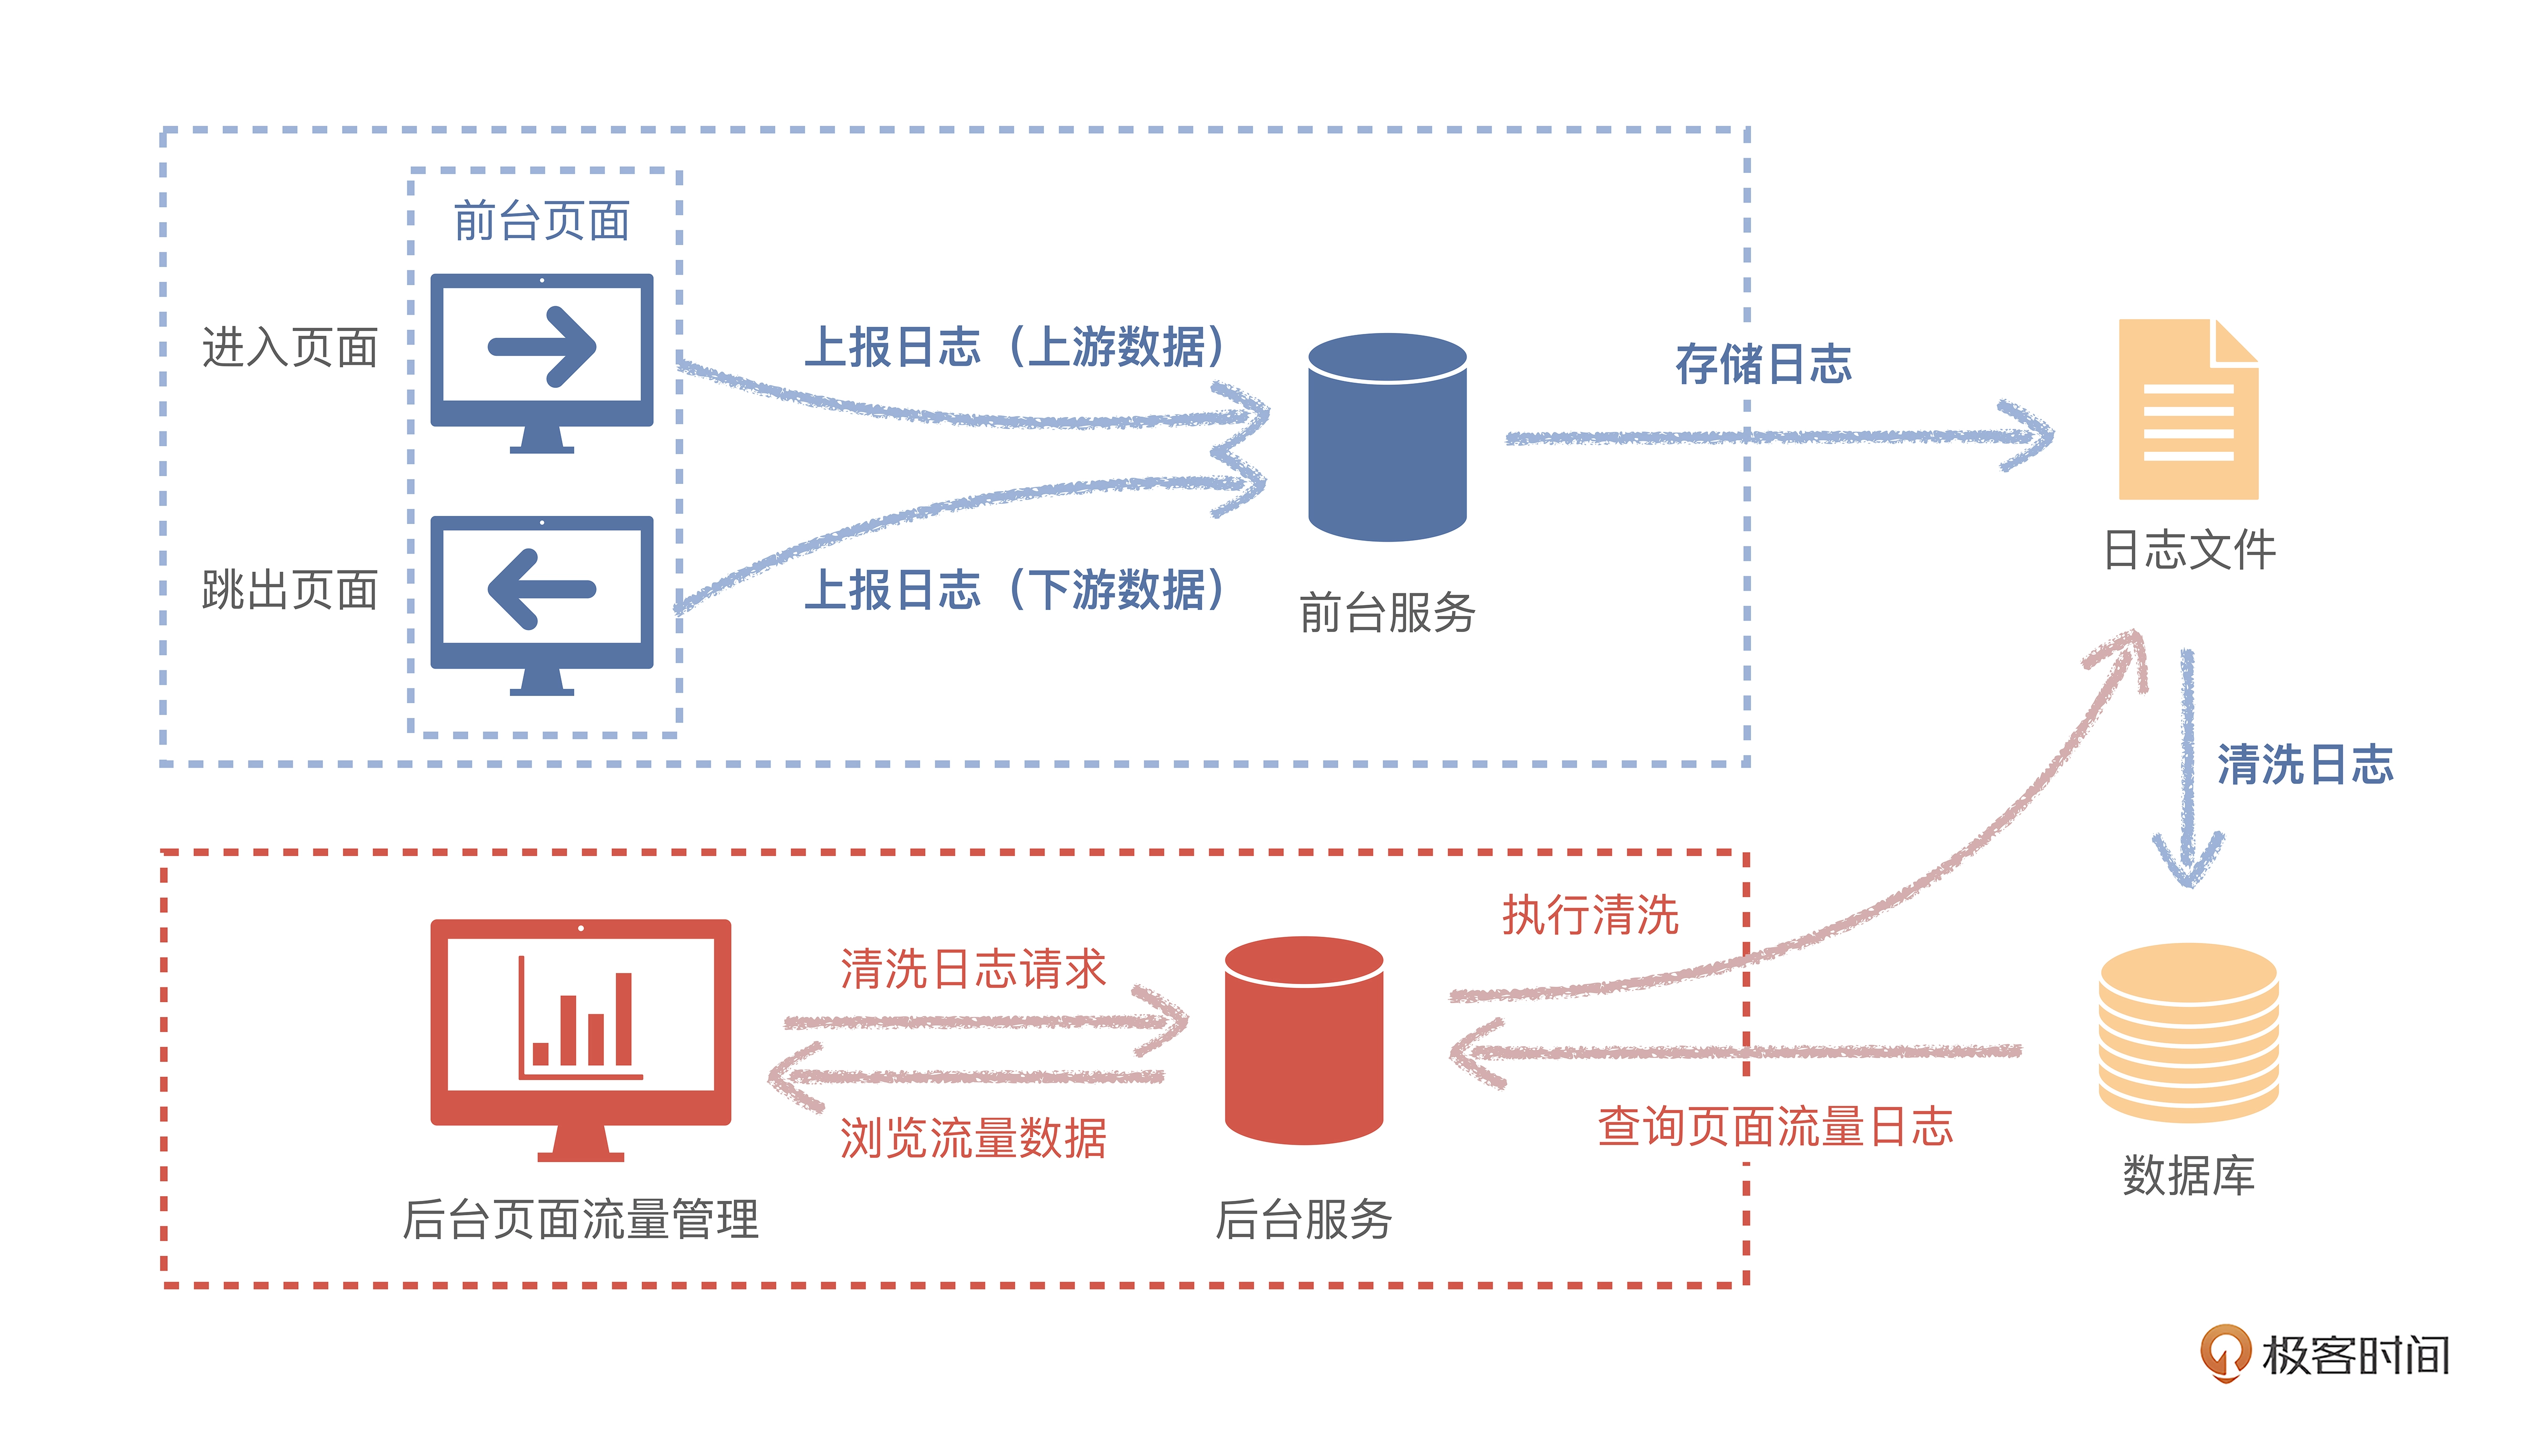 前台页面
进入页面
上报日志（上游数据）
存储日志
跳出页面
上报日志（下游数据）
前台服务
日志文件
清洗日志
执行清洗
清洗日志请求
浏览流量数据
查询页面流量日志
后台页面流量管理
后台服务
数据库
极客时间